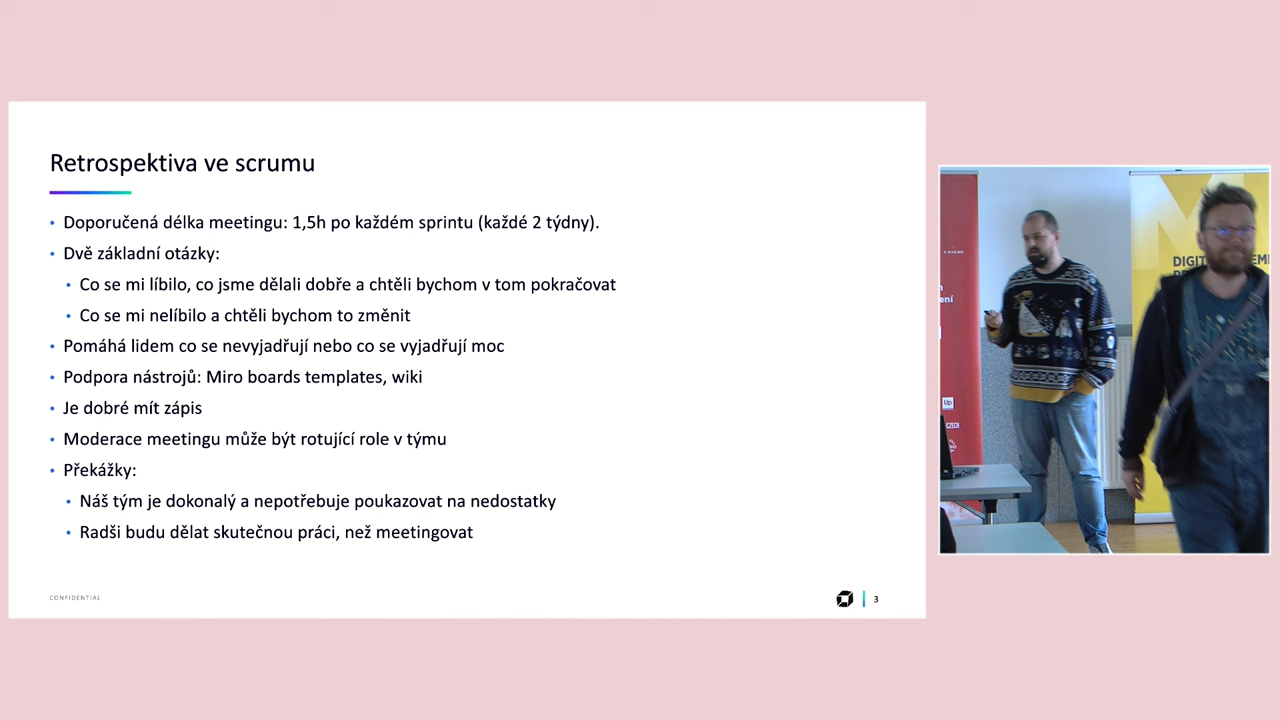 Retrospektiva ve scrumu
• Doporučená délka meetingu: 1,5h po každém sprintu (každé 2 týdny).
• Dvě základní otázky:
• Co se mi líbilo, co jsme dělali dobře a chtěli bychom v tom pokračovat
• Co se mi nelíbilo a chtěli bychom to změnit
• Pomáhá lidem co se nevyjadřují nebo co se vyjadřují moc
• Podpora nástrojů: Miro boards templates, wiki
• Je dobré mít zápis
• Moderace meetingu může být rotující role v týmu
• Překážky:
• Náš tým je dokonalý a nepotřebuje poukazovat na nedostatky
• Radši budu dělat skutečnou práci, než meetingovat
CONFIDENTIAL
3
DIGIT
Up
CZECH